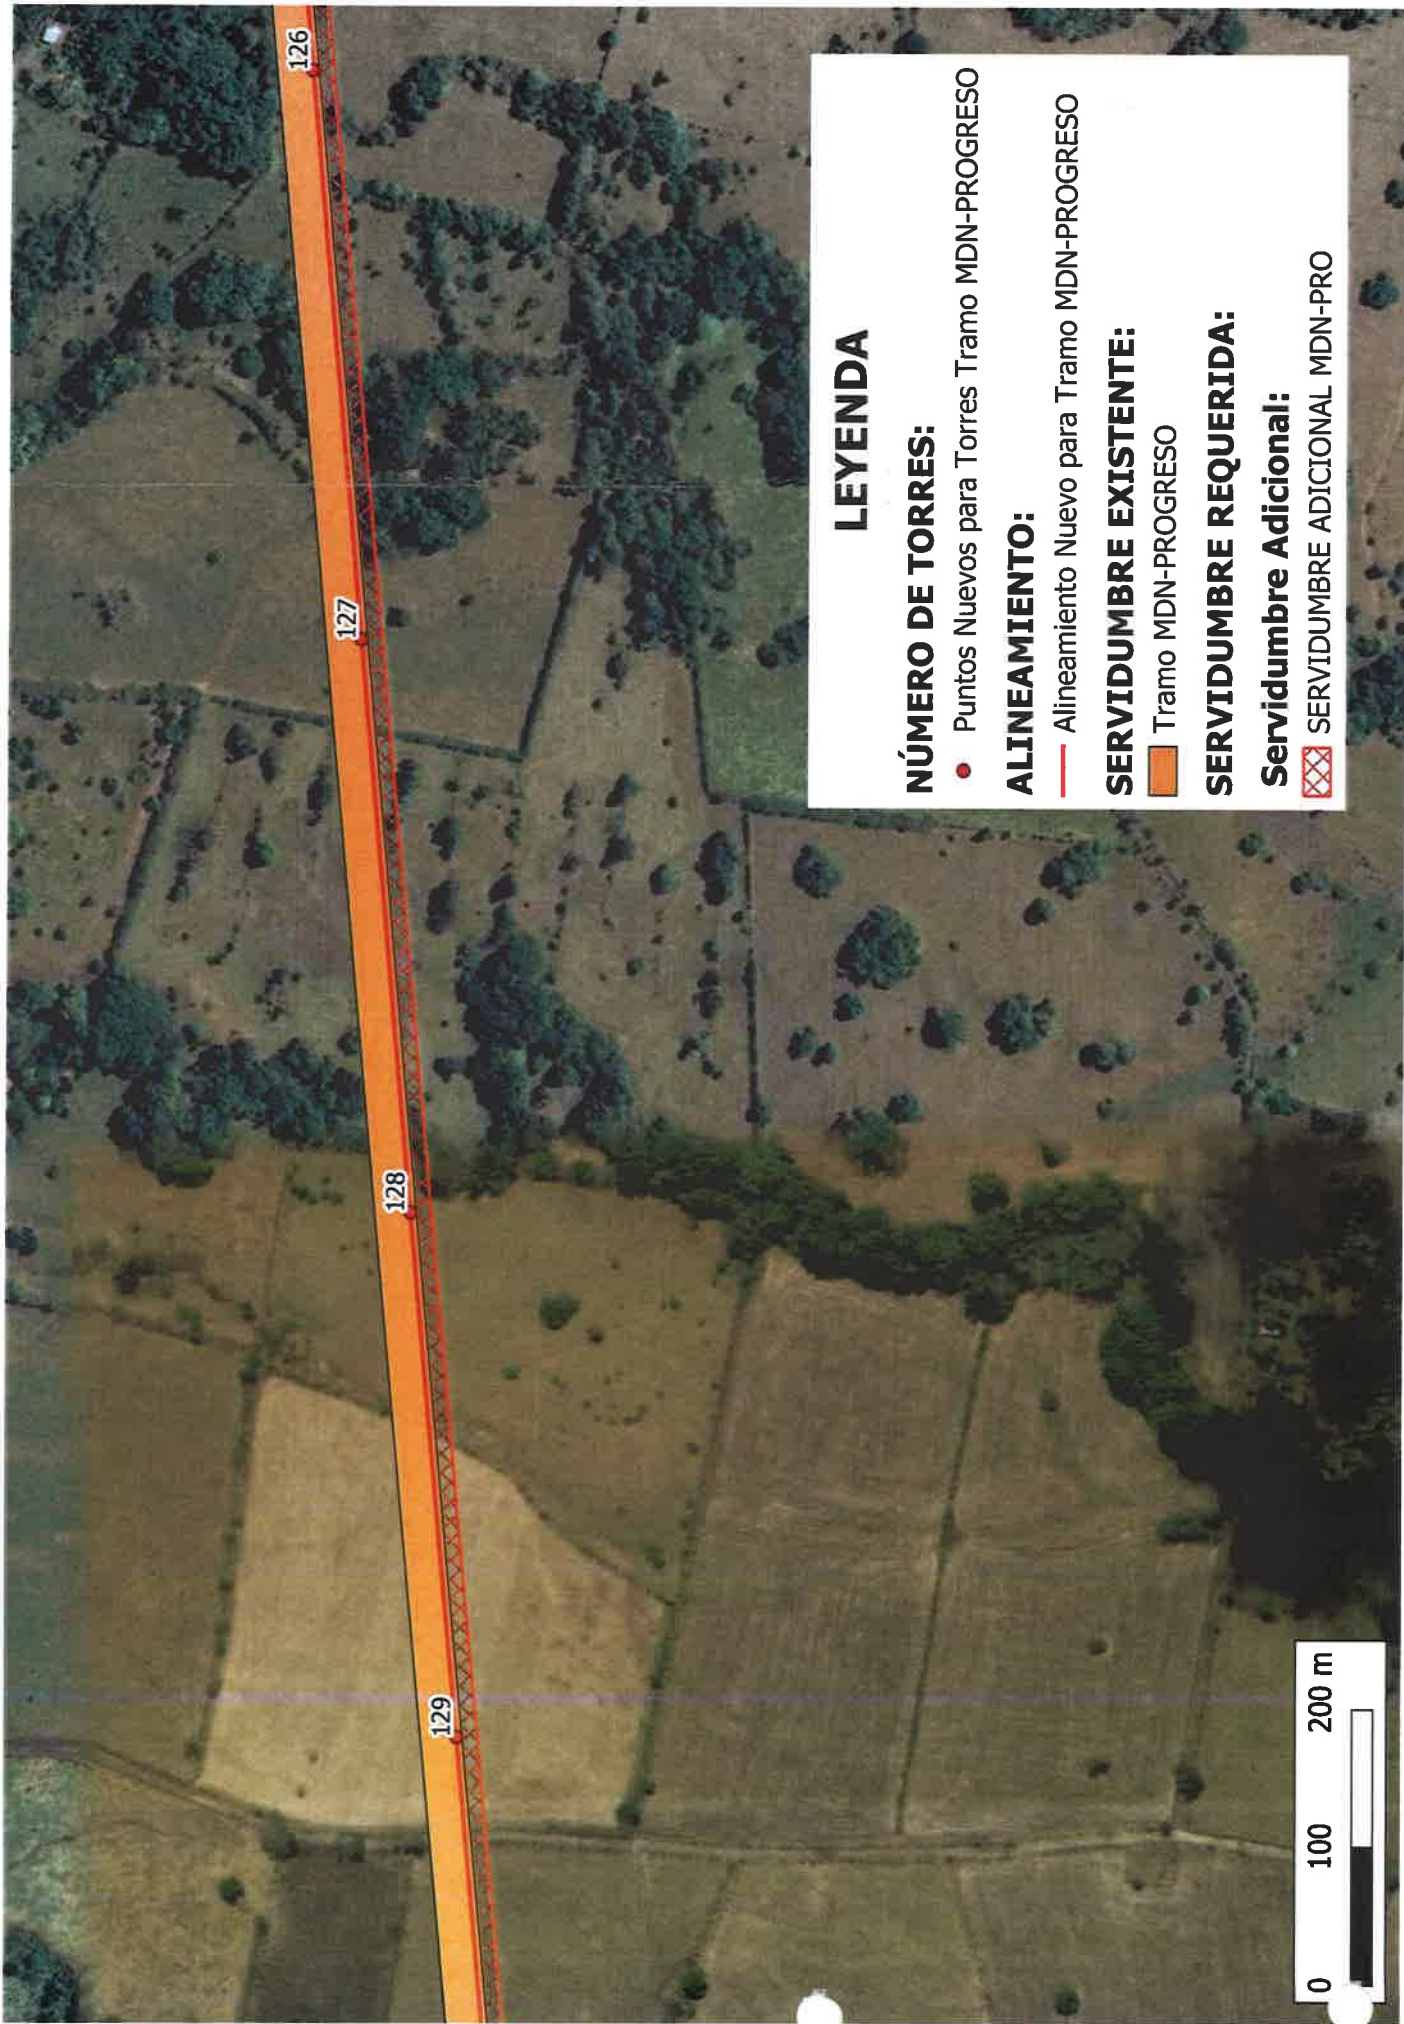 126
127
128
129
LEYENDA
NÚMERO DE TORRES:
Puntos Nuevos para Torres Tramo MDN-PROGRESO
ALINEAMIENTO:
Alineamiento Nuevo para Tramo MDN-PROGRESO
SERVIDUMBRE EXISTENTE:
Tramo MDN-PROGRESO
SERVIDUMBRE REQUERIDA:
Servidumbre Adicional:
SERVIDUMBRE ADICIONAL MDN-PRO
0 100 200 m